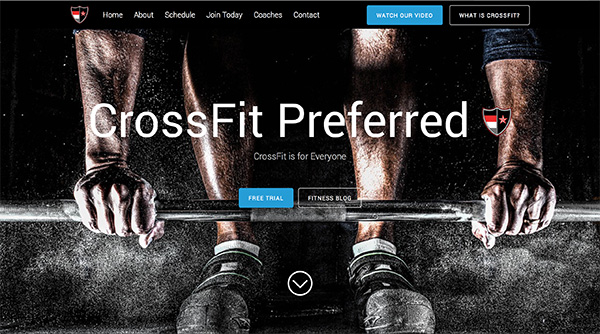 Home About Schedule Join Today Coaches Contact WATCH OUR VIDEO WHAT IS CROSSFIT?
CrossFit Preferred
CrossFit is for Everyone
FREE TRIAL FITNESS BLOG